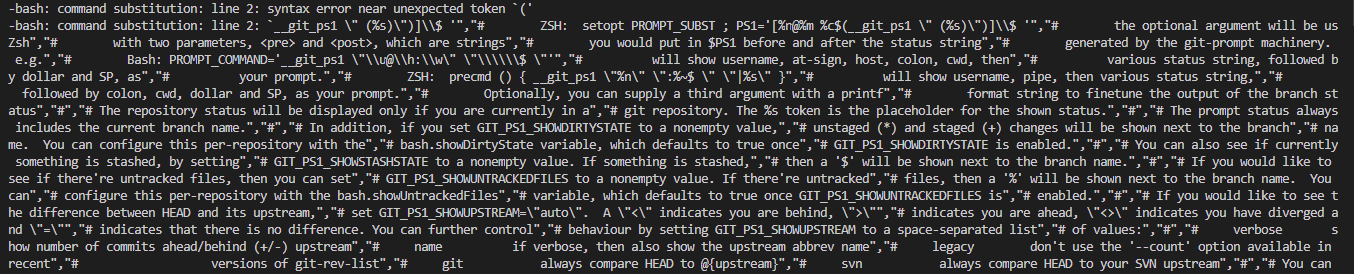 -bash: command substitution: line 2: syntax error near unexpected token `('
-bash: command substitution: line 2: `__git_ps1 \" (%s)\")]\\$ '","#        ZSH:  setopt PROMPT_SUBST ; PS1='[%n@%m %c$(__git_ps1 \" (%s)\")]\\$ '","#        the optional argument will be us
Zsh","#     with two parameters, <pre> and <post>, which are strings","#        you would put in $PS1 before and after the status string","#        generated by the git-prompt machinery.
 e.g.","#        Bash: PROMPT_COMMAND='__git_ps1 \"\\u@\\h:\\w\" \"\\\\\\$ \"'","#          will show username, at-sign, host, colon, cwd, then","#          various status string, followed b
y dollar and SP, as","#          your prompt.","#        ZSH:  precmd () { __git_ps1 \"%n\" \":%~$ \" \"|%s\" }","#          will show username, pipe, then various status string,","#
  followed by colon, cwd, dollar and SP, as your prompt.","#        Optionally, you can supply a third argument with a printf","#        format string to finetune the output of the branch st
atus","#","# The repository status will be displayed only if you are currently in a","# git repository. The %s token is the placeholder for the shown status.","#","# The prompt status always
 includes the current branch name.","#","# In addition, if you set GIT_PS1_SHOWDIRTYSTATE to a nonempty value,","# unstaged (*) and staged (+) changes will be shown next to the branch","# na
me.  You can configure this per-repository with the","# bash.showDirtyState variable, which defaults to true once","# GIT_PS1_SHOWDIRTYSTATE is enabled.","#","# You can also see if currently
 something is stashed, by setting","# GIT_PS1_SHOWSTASHSTATE to a nonempty value. If something is stashed,","# then a '$' will be shown next to the branch name.","#","# If you would like to
see if there're untracked files, then you can set","# GIT_PS1_SHOWUNTRACKEDFILES to a nonempty value. If there're untracked","# files, then a '%' will be shown next to the branch name.  You
can","# configure this per-repository with the bash.showUntrackedFiles","# variable, which defaults to true once GIT_PS1_SHOWUNTRACKEDFILES is","# enabled.","#","# If you would like to see t
he difference between HEAD and its upstream,","# set GIT_PS1_SHOWUPSTREAM=\"auto\".  A \"<\" indicates you are behind, \">\"","# indicates you are ahead, \"<>\" indicates you have diverged a
nd \"=\"","# indicates that there is no difference. You can further control","# behaviour by setting GIT_PS1_SHOWUPSTREAM to a space-separated list","# of values:","#","#     verbose       s
how number of commits ahead/behind (+/-) upstream","#     name          if verbose, then also show the upstream abbrev name","#     legacy        don't use the '--count' option available in
recent","#                   versions of git-rev-list","#     git           always compare HEAD to @{upstream}","#     svn           always compare HEAD to your SVN upstream","#","# You can